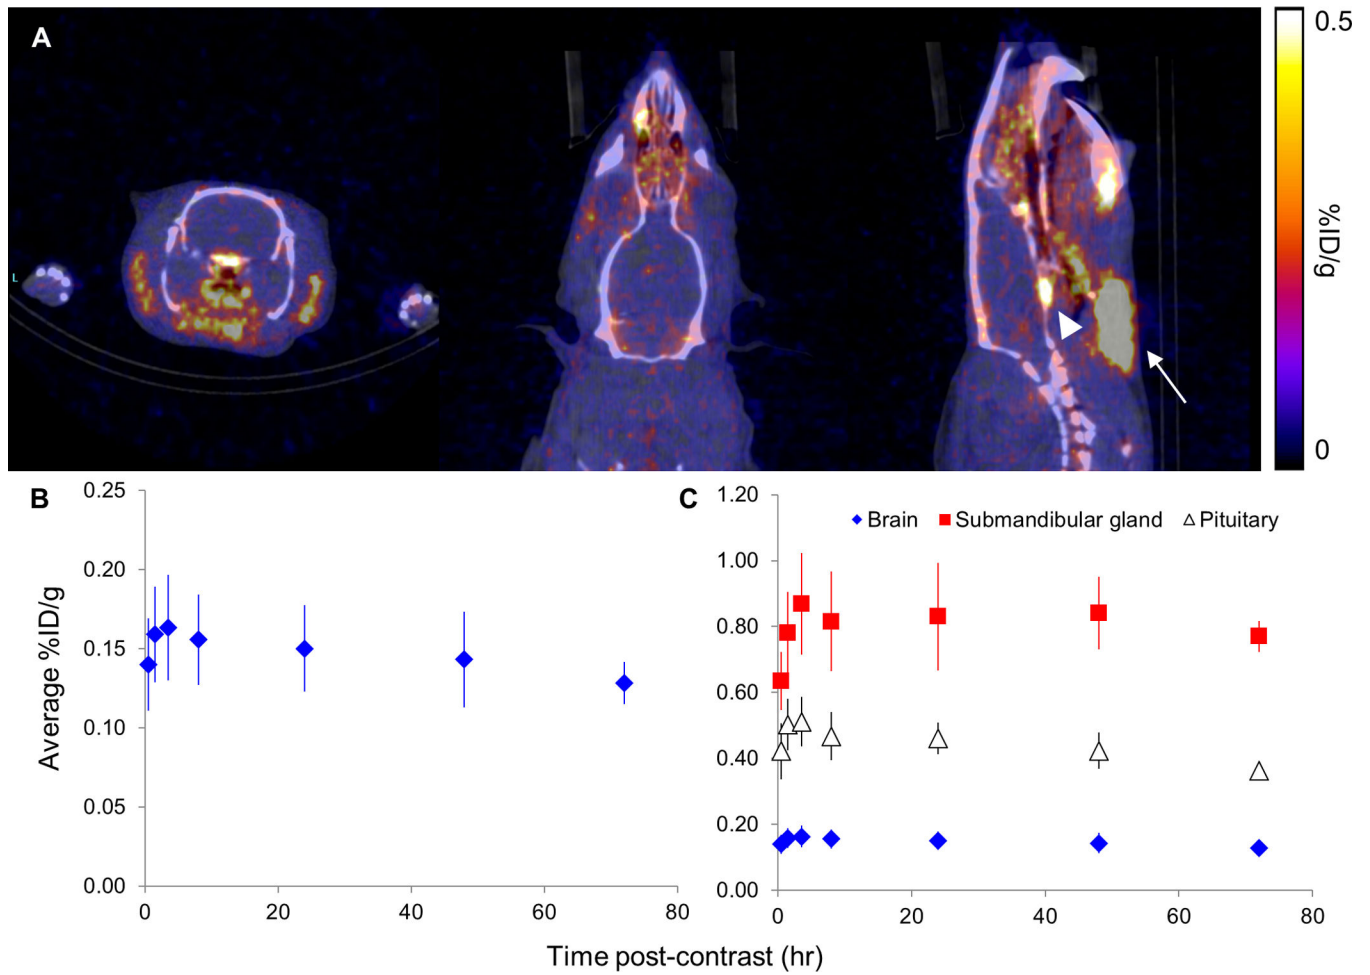 A
L
0.5
%ID/g
0
B
Average %ID/g
0.25
0.20
0.15
0.10
0.05
0.00
0 20 40 60 80
C
Brain Submandibular gland Pituitary
1.20
1.00
0.80
0.60
0.40
0.20
0.00
0 20 40 60 80
Time post-contrast (hr)